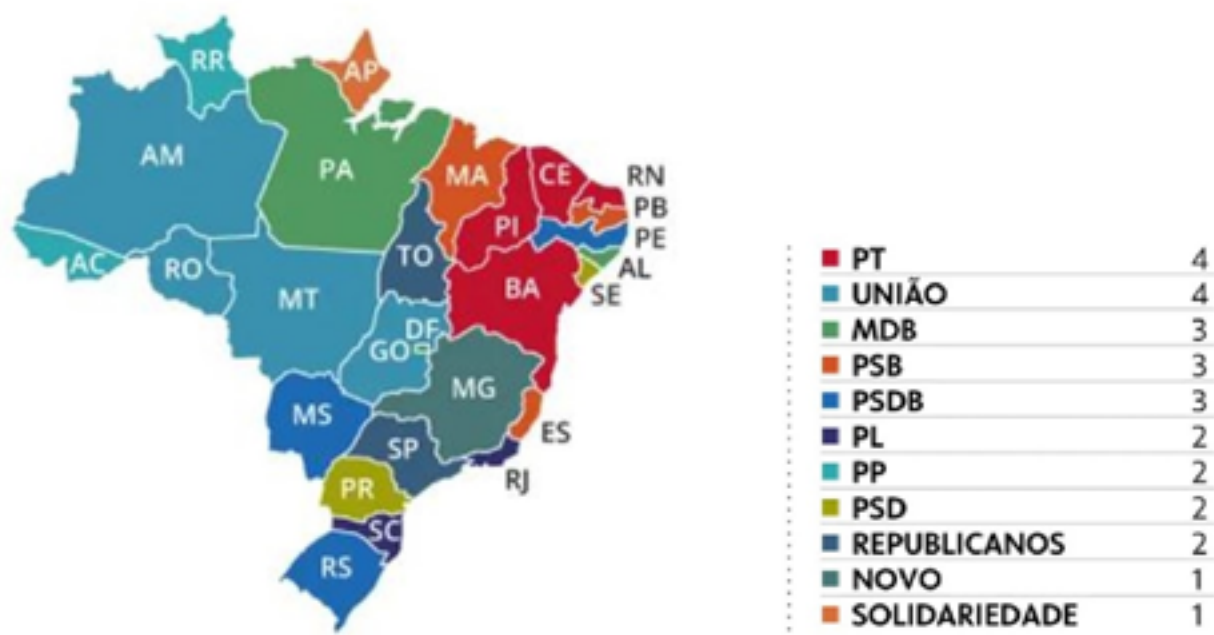 RR
AP
AM
PA
MA
CE
RN
PB
PI
PE
AC
RO
TO
AL
MT
BA
SE
DF
GO
MG
MS
ES
SP
RJ
PR
SC
RS
PT 4
UNIÃO 4
MDB 3
PSB 3
PSDB 3
PL 2
PP 2
PSD 2
REPUBLICANOS 2
NOVO 1
SOLIDARIEDADE 1